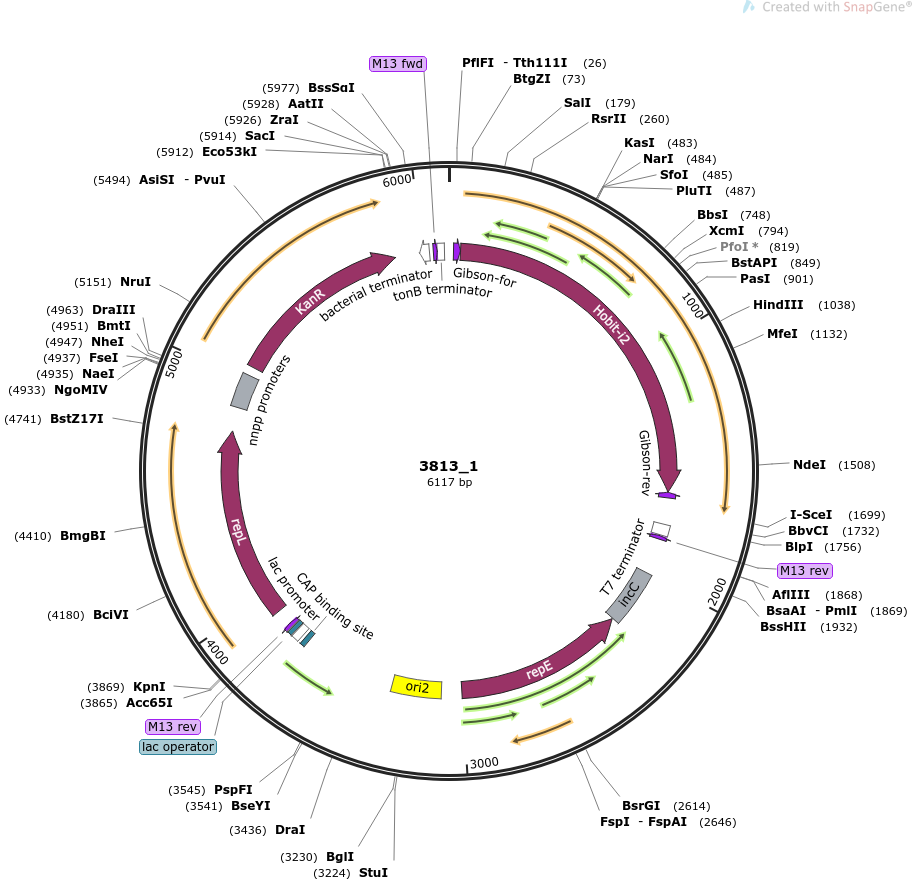 Created with SnapGene®
M13 fwd
PflFI - Tth111I (26)
BtgZI (73)
SalI (179)
RsrII (260)
KasI (483)
NarI (484)
SfoI (485)
PluTI (487)
BbsI (748)
XcmI (794)
PfoI * (819)
BstAPI (849)
PasI (901)
HindIII (1038)
MfeI (1132)
NdeI (1508)
I-SceI (1699)
BbvCI (1732)
BlpI (1756)
M13 rev
AflIII (1868)
BsaAI - PmlI (1869)
BssHII (1932)
BsrGI (2614)
FspI - FspAI (2646)
(5977) BssSαI
(5928) AatII
(5926) ZraI
(5914) SacI
(5912) Eco53kI
(5494) AsiSI - PvuI
(5151) NruI
(4963) DraIII
(4951) BmtI
(4947) NheI
(4937) FseI
(4935) NaeI
(4933) NgoMIV
(4741) BstZ17I
(4410) BmgBI
(4180) BciVI
(3869) KpnI
(3865) Acc65I
M13 rev
lac operator
(3545) PspFI
(3541) BseYI
(3436) DraI
(3230) BglI
(3224) StuI
6000
1000
2000
3000
4000
5000
KanR
bacterial terminator
tonB terminator
Gibson-for
Hobit-i2
Gibson-rev
T7 terminator
incC
repE
ori2
CAP binding site
lac promoter
repL
nnpp promoters
3813_1
6117 bp